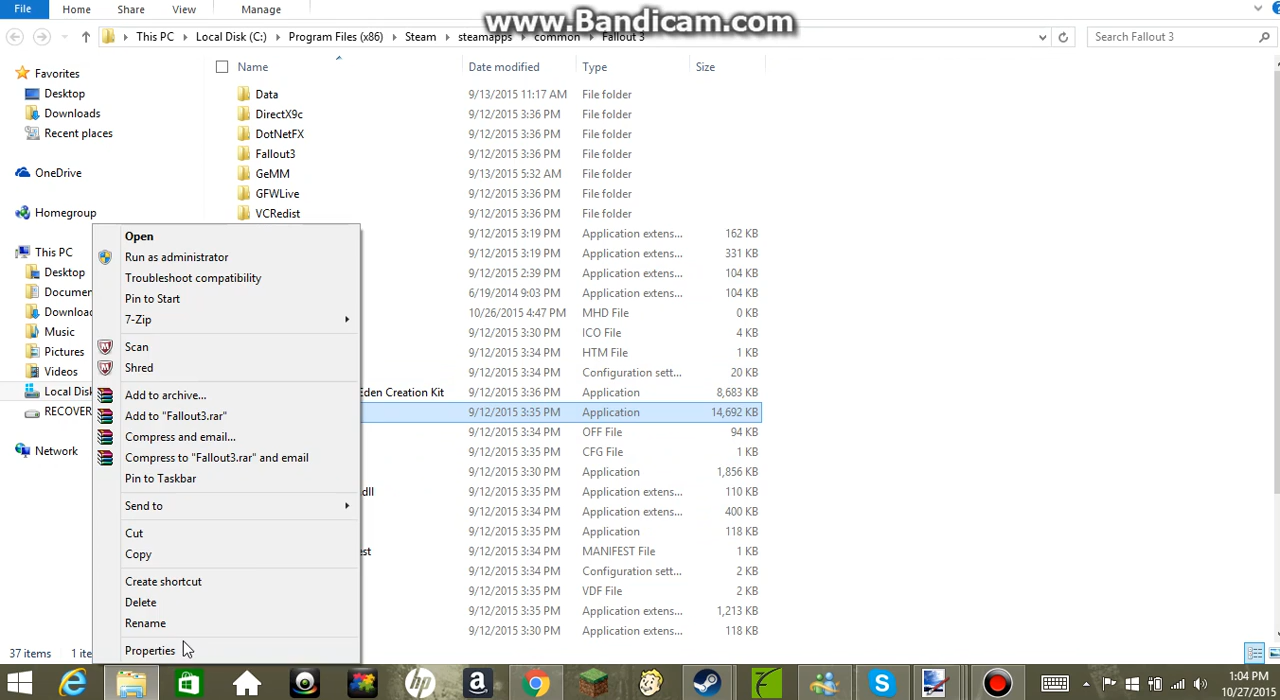 File Home Share View Manage
www.Bandicam.com
This PC Local Disk (C:) Program Files (x86) Steam steamapps common Fallout 3 Search Fallout 3
Favorites Name Date modified Type Size
Desktop Data 9/13/2015 11:17 AM File folder
Downloads DirectX9c 9/12/2015 3:36 PM File folder
Recent places DotNetFX 9/12/2015 3:36 PM File folder
Fallout3 9/12/2015 3:36 PM File folder
OneDrive GeMM 9/13/2015 5:32 AM File folder
GFWLive 9/12/2015 3:36 PM File folder
Homegroup VCRedist 9/12/2015 3:36 PM File folder
Open 9/12/2015 3:19 PM Application extens... 162 KB
This PC Run as administrator 9/12/2015 3:19 PM Application extens... 331 KB
Desktop Troubleshoot compatibility 9/12/2015 2:39 PM Application extens... 104 KB
Documen Pin to Start 6/19/2014 9:03 PM Application extens... 104 KB
Downloa 7-Zip 10/26/2015 4:47 PM MHD File 0 KB
Music 9/12/2015 3:30 PM ICO File 4 KB
Pictures Scan 9/12/2015 3:34 PM HTM File 1 KB
Videos Shred 9/12/2015 3:34 PM Configuration sett... 20 KB
Local Disk Add to archive... Eden Creation Kit 9/12/2015 3:36 PM Application 8,683 KB
RECOVER Add to "Fallout3.rar" 9/12/2015 3:35 PM Application 14,692 KB
Compress and email... 9/12/2015 3:34 PM OFF File 94 KB
Network Compress to "Fallout3.rar" and email 9/12/2015 3:34 PM CFG File 1 KB
Pin to Taskbar 9/12/2015 3:30 PM Application 1,856 KB
dll 9/12/2015 3:35 PM Application extens... 110 KB
Send to 9/12/2015 3:35 PM Application extens... 400 KB
Cut 9/12/2015 3:35 PM Application 118 KB
Copy est 9/12/2015 3:34 PM MANIFEST File 1 KB
Create shortcut 9/12/2015 3:34 PM Configuration sett... 2 KB
Delete 9/12/2015 3:35 PM VDF File 2 KB
Rename 9/12/2015 3:35 PM Application extens... 1,213 KB
9/12/2015 3:30 PM Application extens... 118 KB
37 items 1 ite Properties
hp a S 1:04 PM
10/27/2015